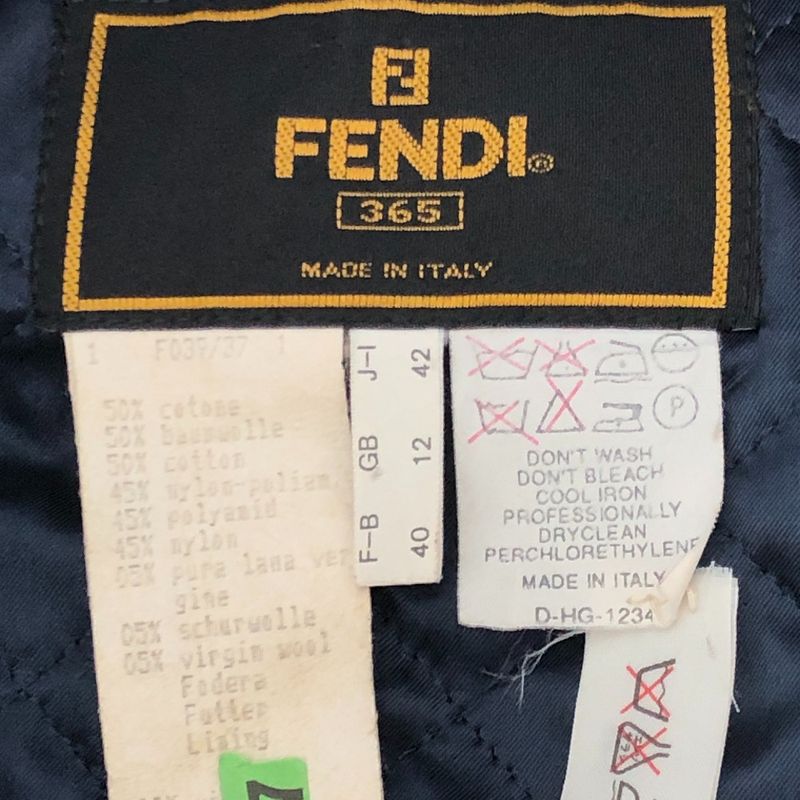 FENDI®
365
MADE IN ITALY
1 F039/37 1
50% cotone
50% baumwolle
50% cotton
45% nylon-poliam
45% polyamid
45% nylon
05% pura lana ver
gine
05% schurwolle
05% virgin wool
Fodera
Futter
Lining
7
J-I 42
GB 12
F-B 40
P
DON'T WASH
DON'T BLEACH
COOL IRON
PROFESSIONALLY
DRYCLEAN
PERCHLORETHYLENE
MADE IN ITALY
D-HG-1234